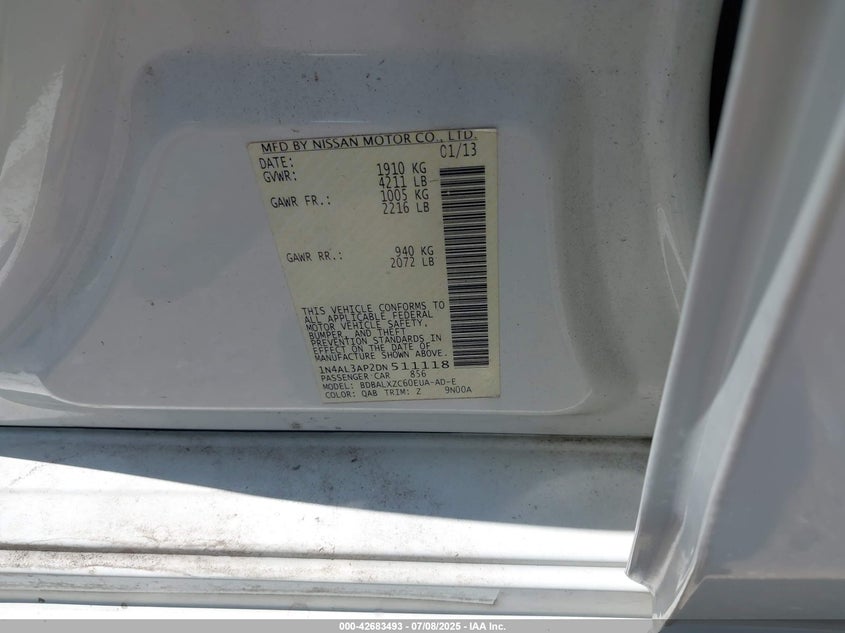 MFD BY NISSAN MOTOR CO., LTD.
DATE: 01/13
GVWR: 1910 KG
4211 LB
GAWR FR.: 1005 KG
2216 LB
GAWR RR.: 940 KG
2072 LB
THIS VEHICLE CONFORMS TO
ALL APPLICABLE FEDERAL
MOTOR VEHICLE SAFETY,
BUMPER, AND THEFT
PREVENTION STANDARDS IN
EFFECT ON THE DATE OF
MANUFACTURE SHOWN ABOVE.
1N4AL3AP2DN511118
PASSENGER CAR 856
MODEL: BDBALXZC60EUA-AD-E
COLOR: QAB TRIM: Z 9N00A
000-42683493 - 07/08/2025 - IAA Inc.